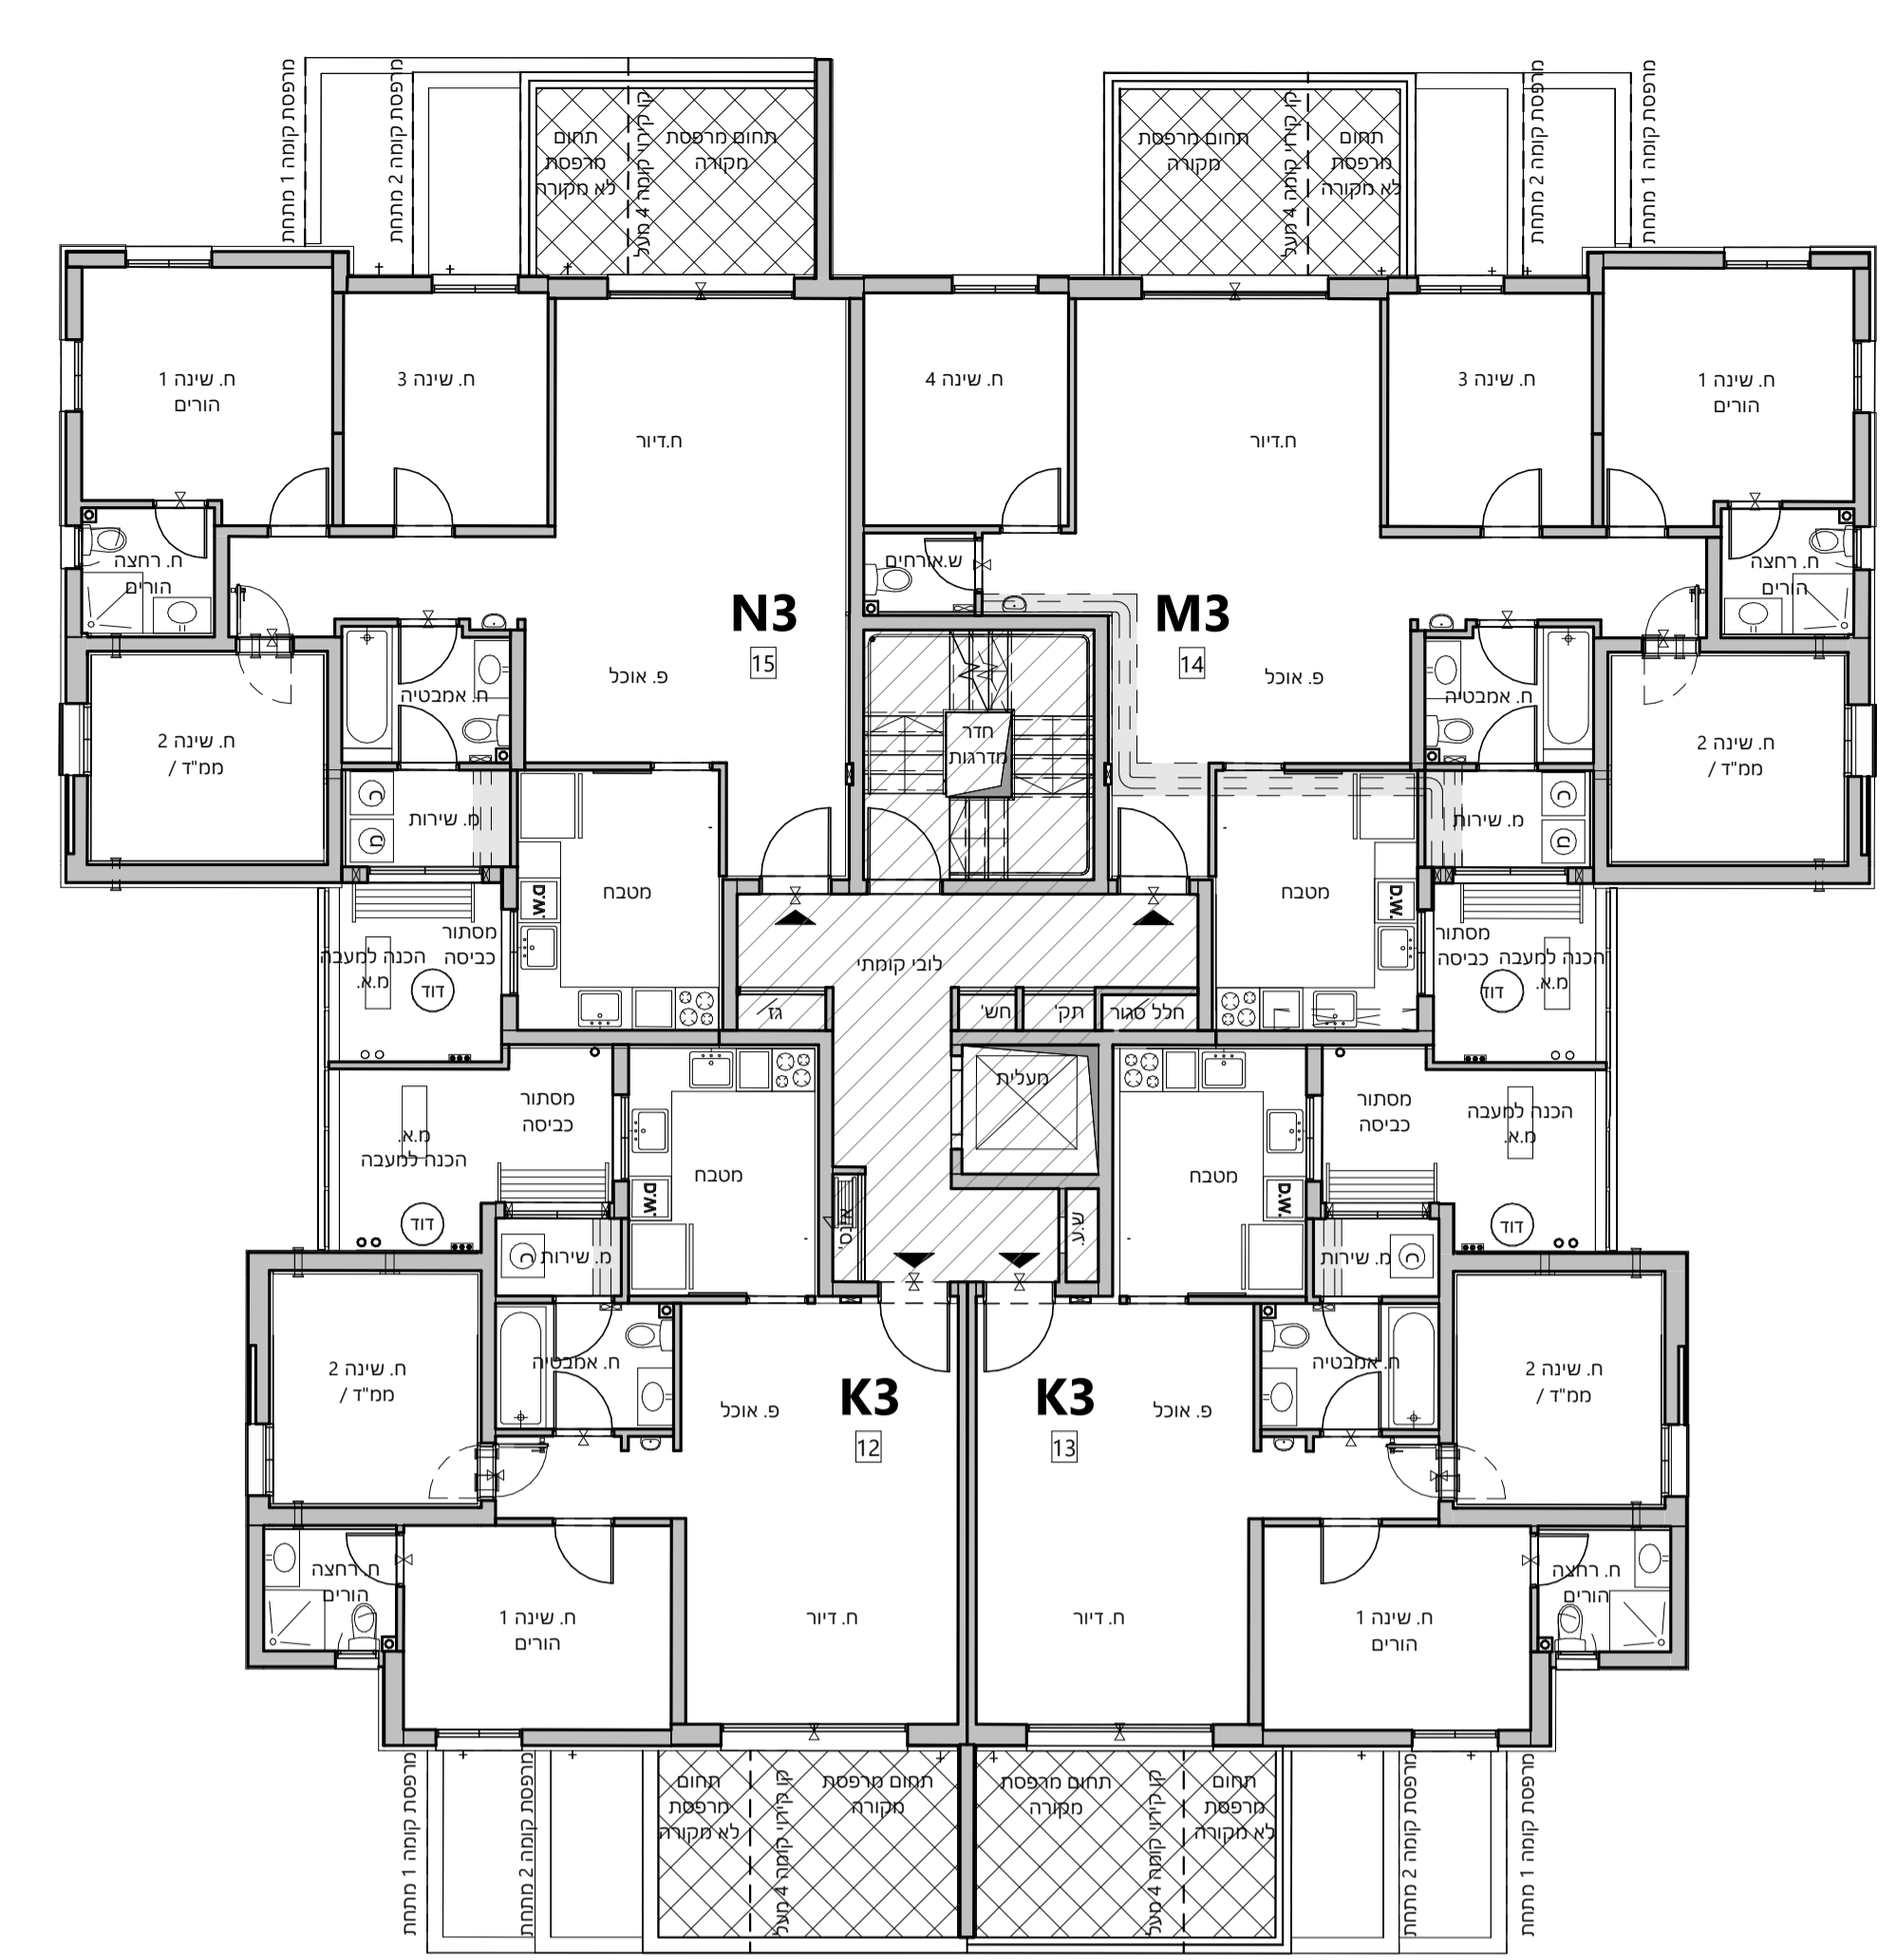 מרפסת קומה 1 מתחת
מרפסת קומה 2 מתחת
תחום
מרפסת
לא מקורה
קו קירוי קומה 4 מעל
תחום מרפסת
מקורה
תחום מרפסת
מקורה
קו קירוי קומה 4 מעל
תחום
מרפסת
לא מקורה
מרפסת קומה 2 מתחת
מרפסת קומה 1 מתחת
ח. שינה 1
הורים
ח. שינה 3
ח.דיור
ח. שינה 4
ח.דיור
ח. שינה 3
ח. שינה 1
הורים
ח. רחצה
הורים
ש.אורחים
ח. רחצה
הורים
N3
15
M3
14
פ. אוכל
פ. אוכל
ח. אמבטיה
ח. אמבטיה
ח. שינה 2
ממ"ד /
חדר
מדרגות
ח. שינה 2
ממ"ד /
כ
מ
מ. שירות
מ. שירות
כ
מ
מטבח
D.W.
מטבח
D.W.
מסתור
כביסה
הכנה למעבה
מ.א.
דוד
לובי קומתי
מסתור
כביסה
הכנה למעבה
מ.א.
דוד
גז
חש'
תק'
חלל סגור
מעלית
מסתור
כביסה
מ.א.
הכנה למעבה
דוד
מטבח
D.W.
מטבח
D.W.
מסתור
כביסה
הכנה למעבה
מ.א.
דוד
ש.ע.
כ
מ. שירות
מ. שירות
כ
ח. שינה 2
ממ"ד /
ח. אמבטיה
ח. אמבטיה
ח. שינה 2
ממ"ד /
פ. אוכל
K3
12
K3
13
פ. אוכל
ח. רחצה
הורים
ח. שינה 1
הורים
ח. דיור
ח. דיור
ח. שינה 1
הורים
ח. רחצה
הורים
מרפסת קומה 1 מתחת
מרפסת קומה 2 מתחת
תחום
מרפסת
לא מקורה
קו קירוי קומה 4 מעל
תחום מרפסת
מקורה
תחום מרפסת
מקורה
קו קירוי קומה 4 מעל
תחום
מרפסת
לא מקורה
מרפסת קומה 2 מתחת
מרפסת קומה 1 מתחת